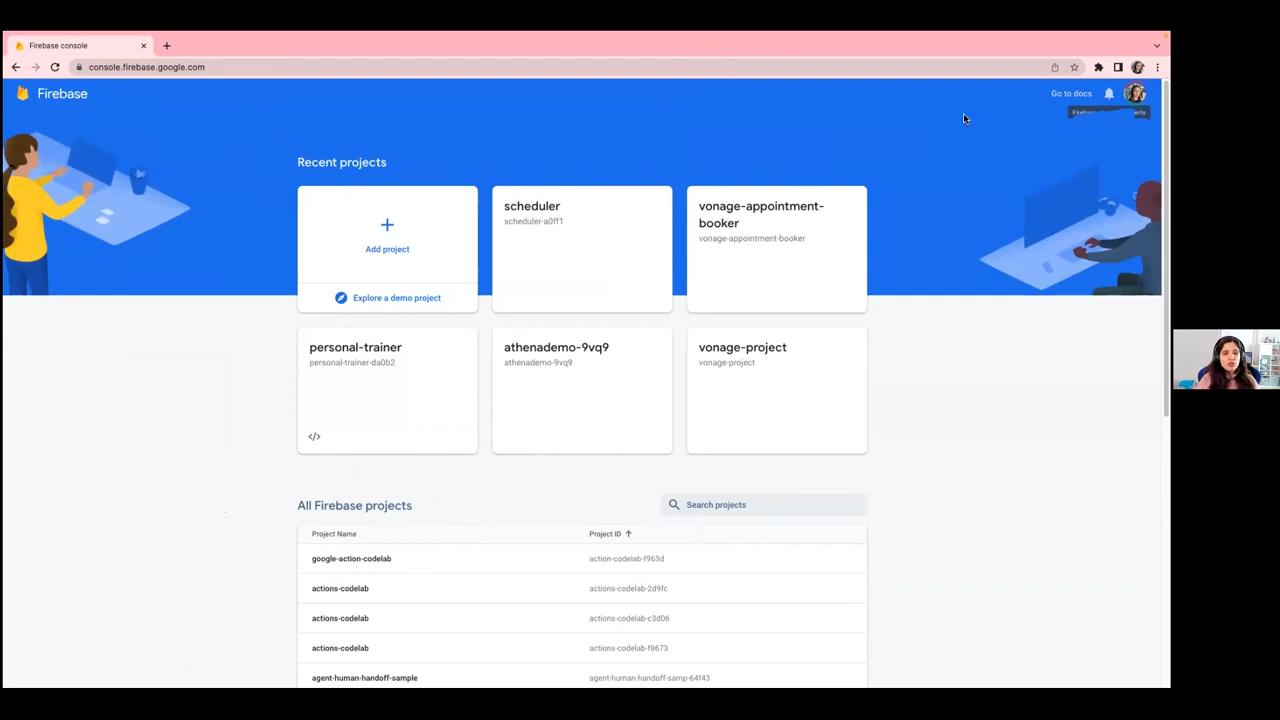 Firebase console
console.firebase.google.com
Firebase
Go to docs
Recent projects
Add project
Explore a demo project
scheduler
scheduler-a0ff1
vonage-appointment-
booker
vonage-appointment-booker
personal-trainer
personal-trainer-da0b2
</>
athenademo-9vq9
athenademo-9vq9
vonage-project
vonage-project
All Firebase projects
Search projects
Project Name Project ID
google-action-codelab action-codelab-f963d
actions-codelab actions-codelab-2d9fc
actions-codelab actions-codelab-c3d06
actions-codelab actions-codelab-f8673
agent-human-handoff-sample agent-human-handoff-samp-64f43